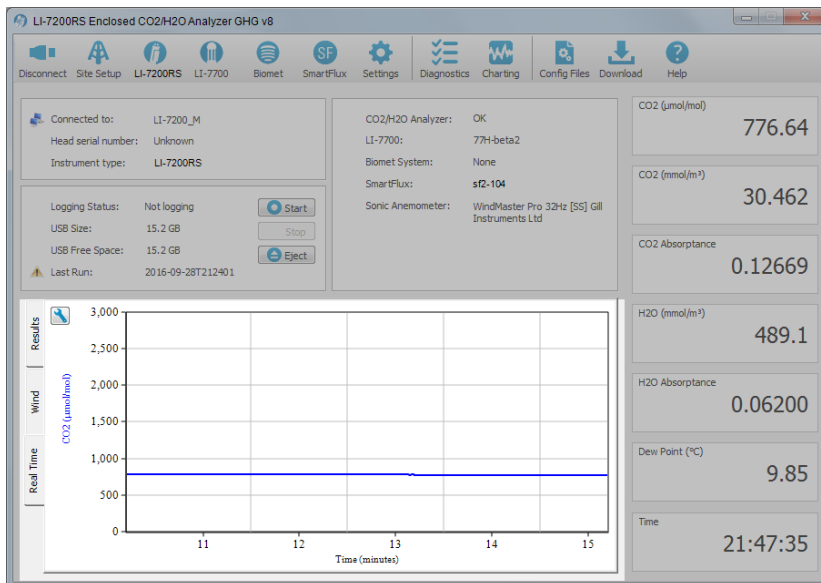 LI-7200RS Enclosed CO2/H2O Analyzer GHG v8
Disconnect Site Setup LI-7200RS LI-7700 Biomet SmartFlux Settings Diagnostics Charting Config Files Download Help
SF
?
Connected to: LI-7200_M
Head serial number: Unknown
Instrument type: LI-7200RS
Logging Status: Not logging
Start
USB Size: 15.2 GB
Stop
USB Free Space: 15.2 GB
Eject
Last Run: 2016-09-28T212401
CO2/H2O Analyzer: OK
LI-7700: 77H-beta2
Biomet System: None
SmartFlux: sf2-104
Sonic Anemometer: WindMaster Pro 32Hz [SS] Gill
Instruments Ltd
CO2 (μmol/mol)
776.64
CO2 (mmol/m³)
30.462
CO2 Absorptance
0.12669
H2O (mmol/m³)
489.1
H2O Absorptance
0.06200
Dew Point (°C)
9.85
Time
21:47:35
Results
Wind
Real Time
CO2 (μmol/mol)
3,000
2,500
2,000
1,500
1,000
500
0
11 12 13 14 15
Time (minutes)